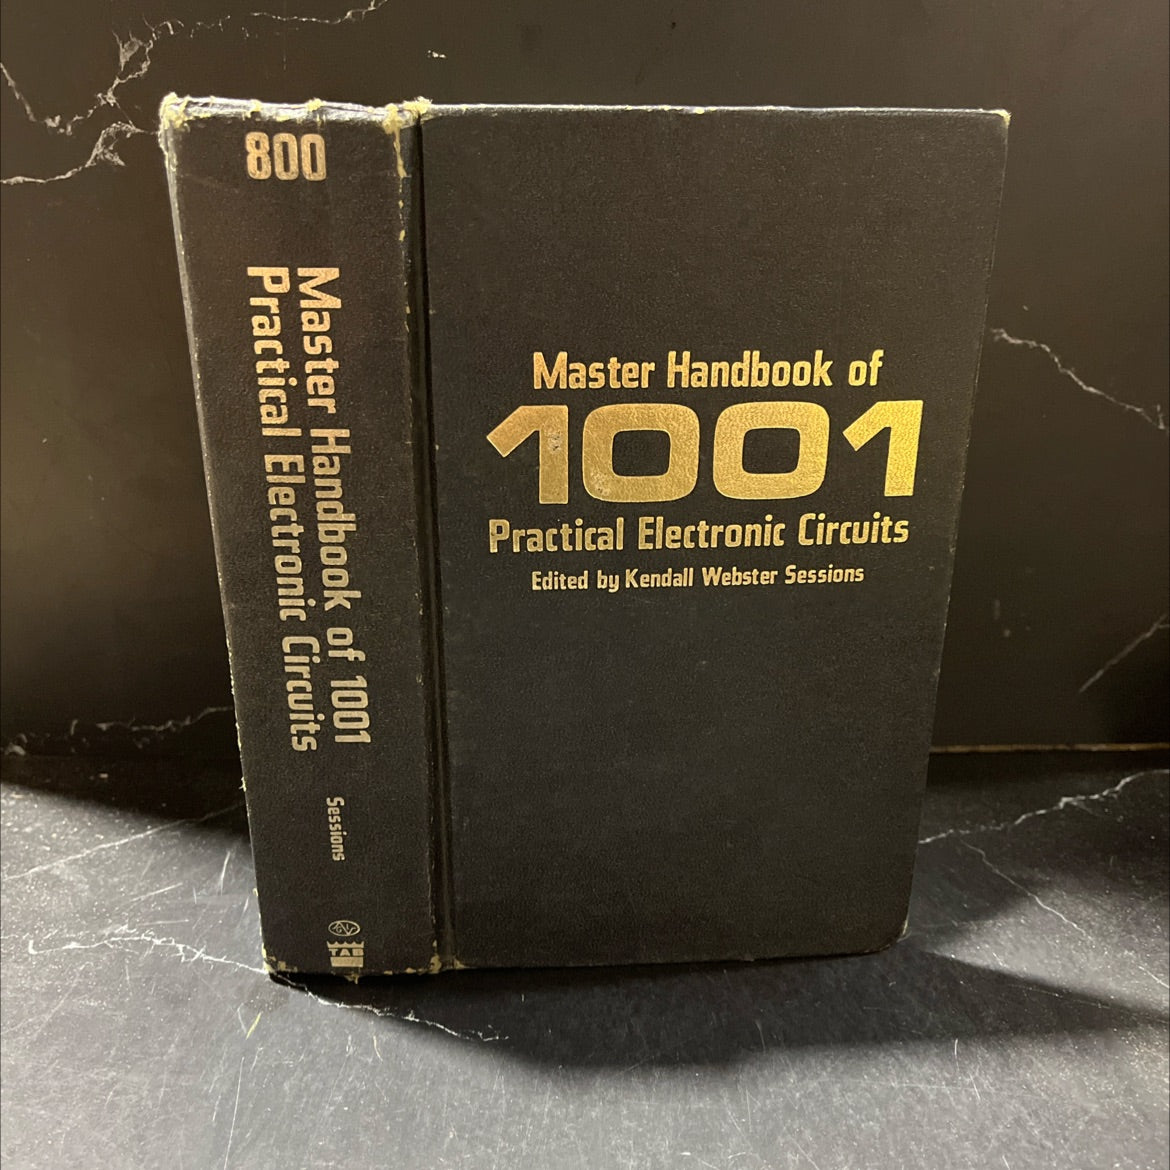 800
Master Handbook of 1001
Practical Electronic Circuits
Sessions
TAB
Master Handbook of
1001
Practical Electronic Circuits
Edited by Kendall Webster Sessions